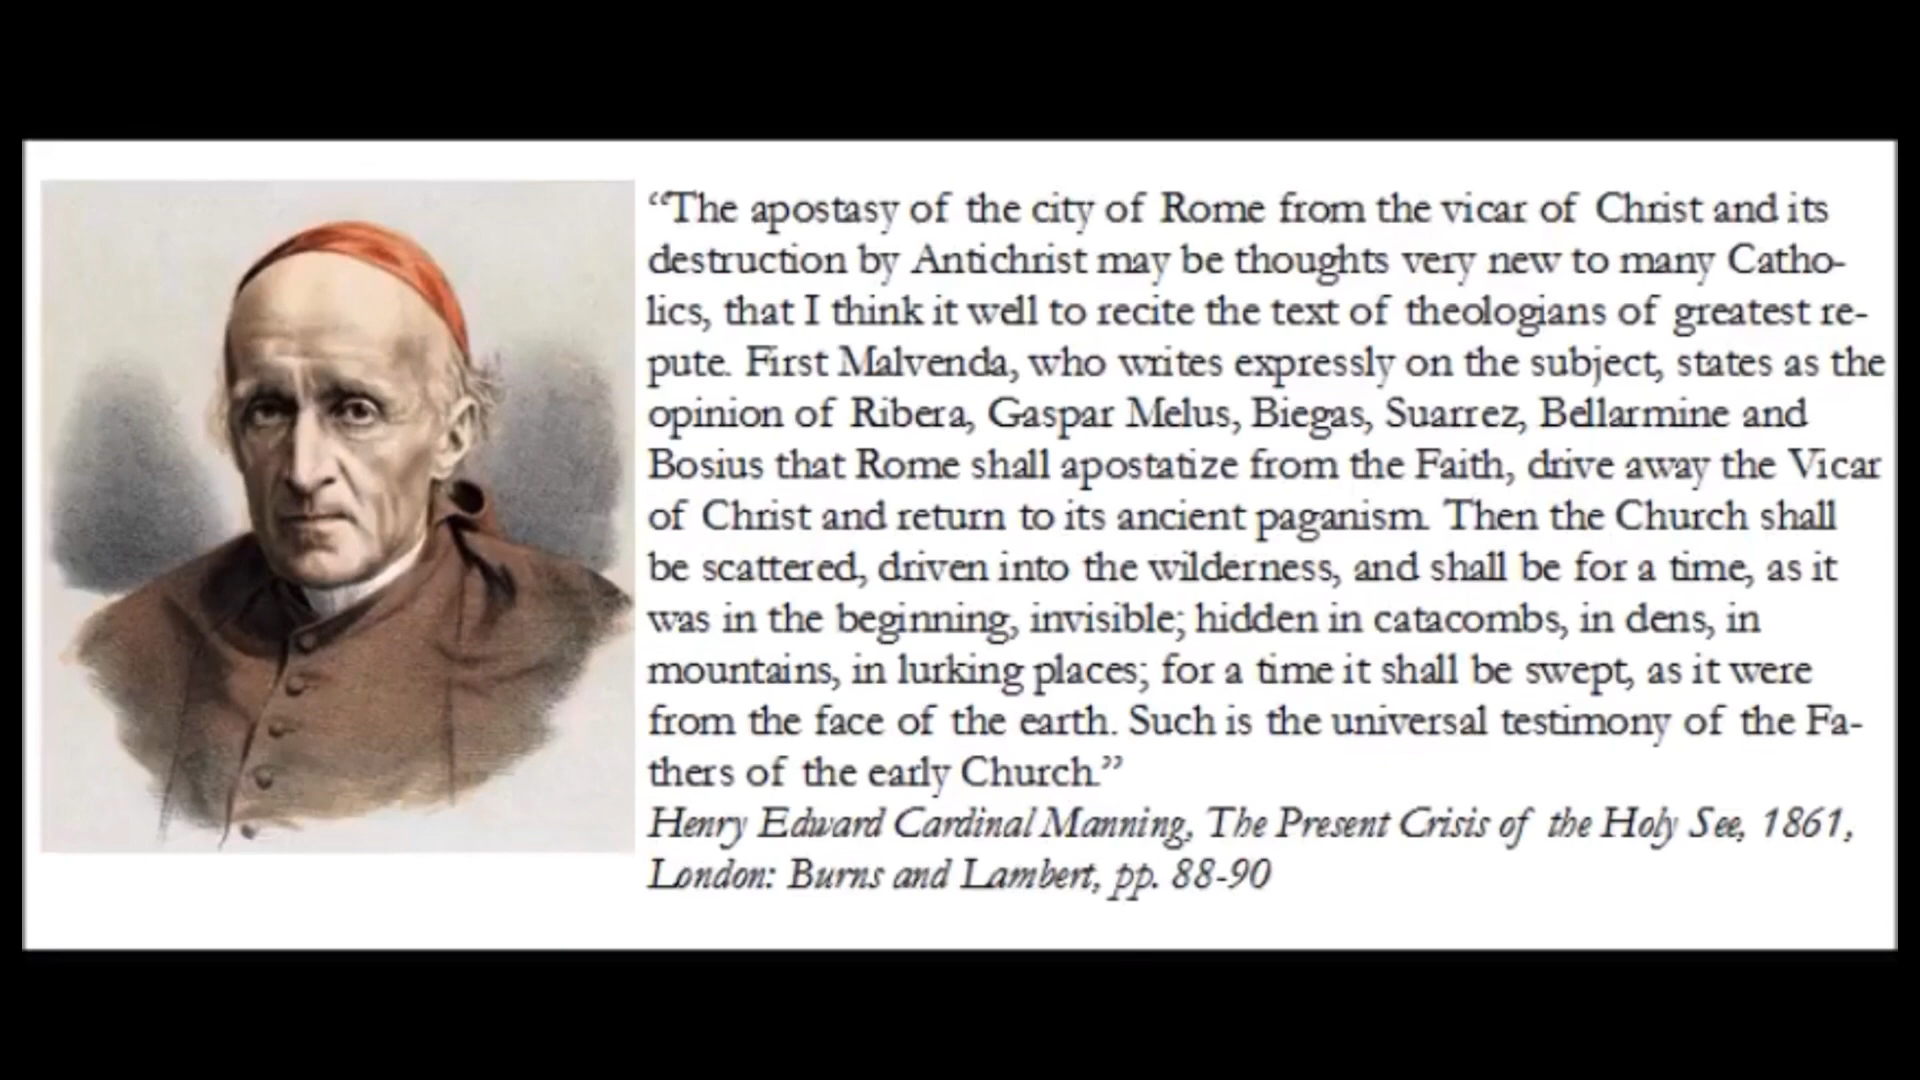 “The apostasy of the city of Rome from the vicar of Christ and its
destruction by Antichrist may be thoughts very new to many Catho-
lics, that I think it well to recite the text of theologians of greatest re-
pute. First Malvenda, who writes expressly on the subject, states as the
opinion of Ribera, Gaspar Melus, Biegas, Suarrez, Bellarmine and
Bosius that Rome shall apostatize from the Faith, drive away the Vicar
of Christ and return to its ancient paganism. Then the Church shall
be scattered, driven into the wilderness, and shall be for a time, as it
was in the beginning, invisible; hidden in catacombs, in dens, in
mountains, in lurking places; for a time it shall be swept, as it were
from the face of the earth. Such is the universal testimony of the Fa-
thers of the early Church.”
Henry Edward Cardinal Manning, The Present Crisis of the Holy See, 1861,
London: Burns and Lambert, pp. 88-90